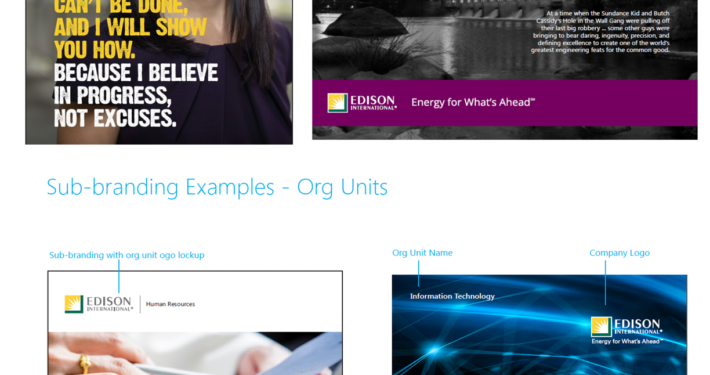 CAN'T BE DONE,
AND I WILL SHOW
YOU HOW.
BECAUSE I BELIEVE
IN PROGRESS,
NOT EXCUSES.
At a time when the Sundance Kid and Butch
Cassidy's Hole in the Wall Gang were pulling off
their last big robbery ... some other guys were
bringing to bear daring, ingenuity, precision, and
defining excellence to create one of the world's
greatest engineering feats for the common good.
EDISON
INTERNATIONAL®
Energy for What's Ahead™
Sub-branding Examples - Org Units
Sub-branding with org unit ogo lockup
EDISON
INTERNATIONAL®
Human Resources
Org Unit Name
Company Logo
Information Technology
EDISON
INTERNATIONAL®
Energy for What's Ahead™